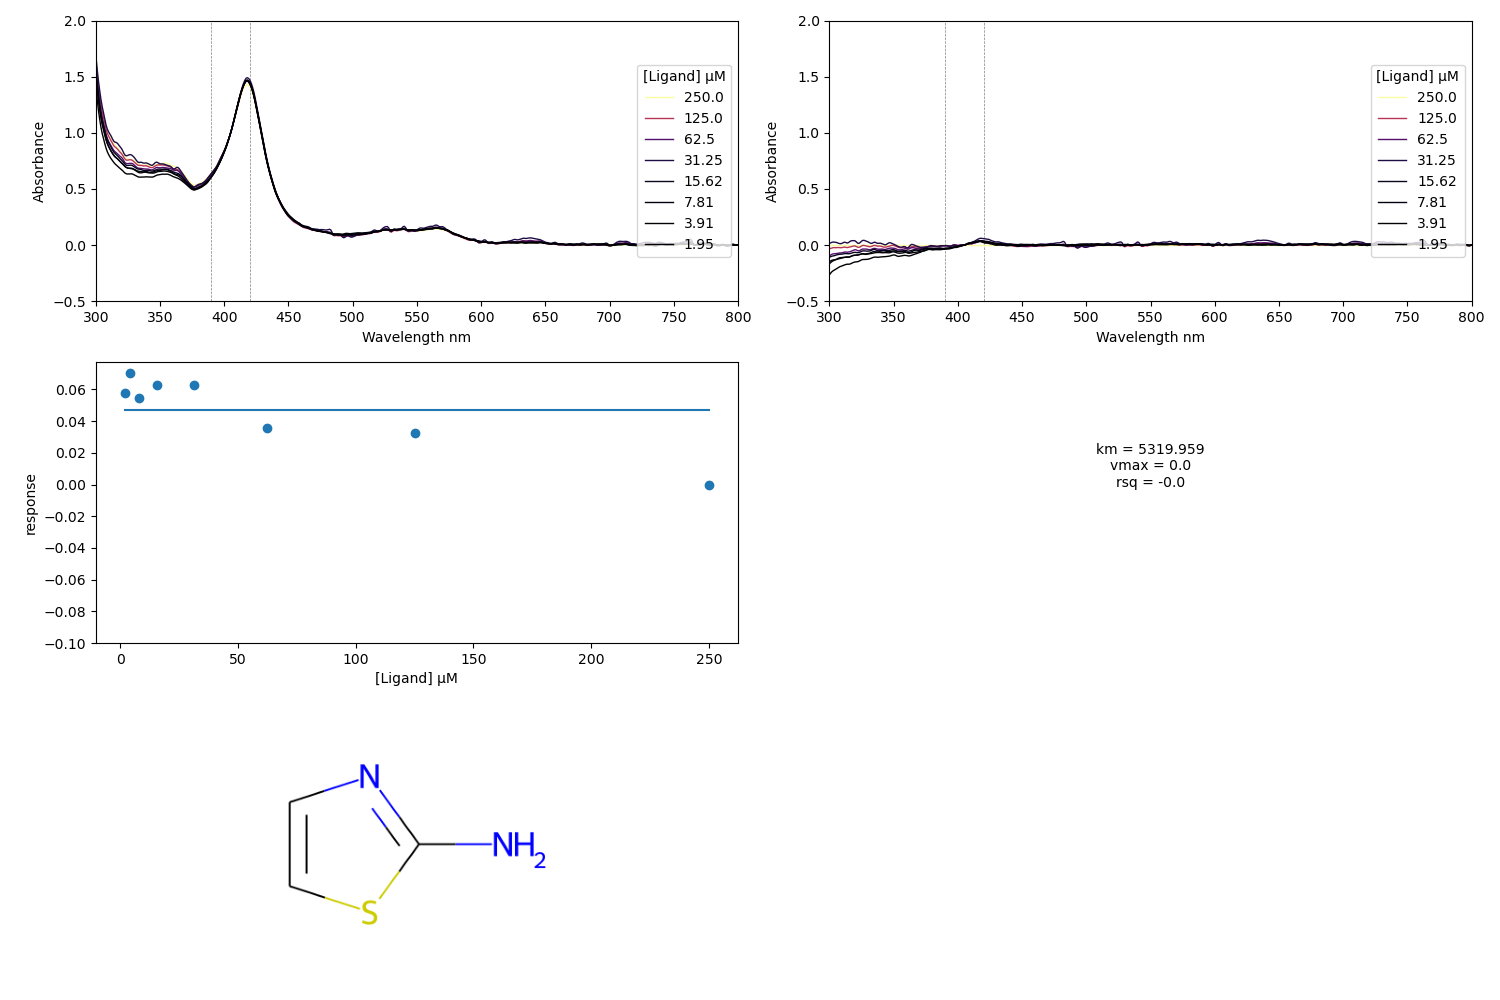 2.0
1.5
1.0
0.5
0.0
−0.5
Absorbance
300 350 400 450 500 550 600 650 700 750 800
Wavelength nm
[Ligand] μM
250.0
125.0
62.5
31.25
15.62
7.81
3.91
1.95
2.0
1.5
1.0
0.5
0.0
−0.5
Absorbance
300 350 400 450 500 550 600 650 700 750 800
Wavelength nm
[Ligand] μM
250.0
125.0
62.5
31.25
15.62
7.81
3.91
1.95
0.06
0.04
0.02
0.00
−0.02
−0.04
−0.06
−0.08
−0.10
response
0 50 100 150 200 250
[Ligand] μM
km = 5319.959
vmax = 0.0
rsq = -0.0
N
NH2
S